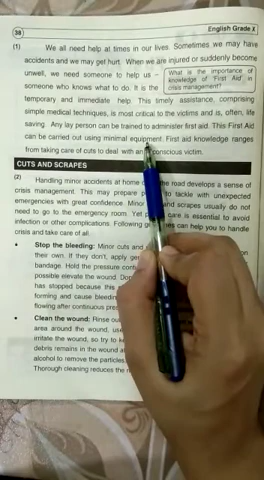 38
English Grade X
(1) We all need help at times in our lives. Sometimes we may have
accidents and we may get hurt. When we are injured or suddenly become
unwell, we need someone to help us –
someone who knows what to do. It is the
What is the importance of
knowledge of 'First Aid' in
crisis management?
temporary and immediate help. This timely assistance, comprising
simple medical techniques, is most critical to the victims and is, often, life
saving. Any lay person can be trained to administer first aid. This First Aid
can be carried out using minimal equipment. First aid knowledge ranges
from taking care of cuts to deal with an conscious victim.
CUTS AND SCRAPES
(2) Handling minor accidents at home the road develops a sense of
crisis management. This may prepare to tackle with unexpected
emergencies with great confidence. Minor and scrapes usually do not
need to go to the emergency room. Yet care is essential to avoid
infection or other complications. Following can help you to handle
crisis and take care of all.
• Stop the bleeding: Minor cuts and on
their own. If they don't, apply
bandage. Hold the pressure
possible elevate the wound.
has stopped because this
forming and cause
flowing after continuous
• Clean the wound: Rinse
area around the wound,
irritate the wound, so try to
debris remains in the wound
alcohol to remove the particles.
Thorough cleaning reduces the